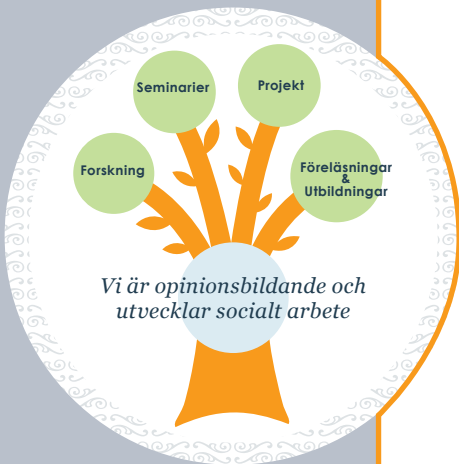 Seminarier
Projekt
Forskning
Föreläsningar
&
Utbildningar
Vi är opinionsbildande och
utvecklar socialt arbete